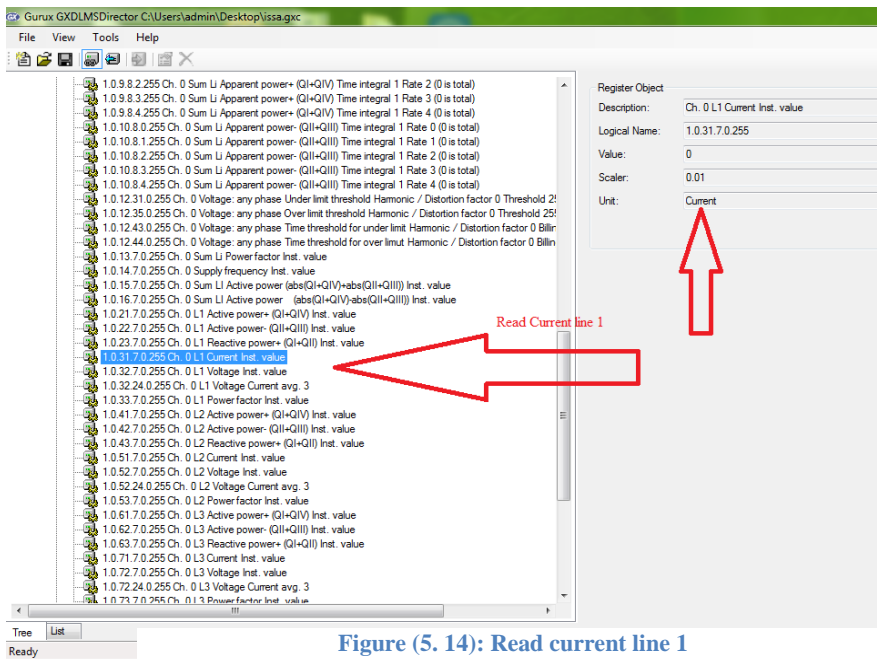 Gurux GXDLMSDirector C:\Users\admin\Desktop\issa.gxc
File View Tools Help
1.0.9.8.2.255 Ch. 0 Sum Li Apparent power+ (QI+QIV) Time integral 1 Rate 2 (0 is total)
1.0.9.8.3.255 Ch. 0 Sum Li Apparent power+ (QI+QIV) Time integral 1 Rate 3 (0 is total)
1.0.9.8.4.255 Ch. 0 Sum Li Apparent power+ (QI+QIV) Time integral 1 Rate 4 (0 is total)
1.0.10.8.0.255 Ch. 0 Sum Li Apparent power- (QII+QIII) Time integral 1 Rate 0 (0 is total)
1.0.10.8.1.255 Ch. 0 Sum Li Apparent power- (QII+QIII) Time integral 1 Rate 1 (0 is total)
1.0.10.8.2.255 Ch. 0 Sum Li Apparent power- (QII+QIII) Time integral 1 Rate 2 (0 is total)
1.0.10.8.3.255 Ch. 0 Sum Li Apparent power- (QII+QIII) Time integral 1 Rate 3 (0 is total)
1.0.10.8.4.255 Ch. 0 Sum Li Apparent power- (QII+QIII) Time integral 1 Rate 4 (0 is total)
1.0.12.31.0.255 Ch. 0 Voltage: any phase Under limit threshold Harmonic / Distortion factor 0 Threshold 25
1.0.12.35.0.255 Ch. 0 Voltage: any phase Over limit threshold Harmonic / Distortion factor 0 Threshold 255
1.0.12.43.0.255 Ch. 0 Voltage: any phase Time threshold for under limit Harmonic / Distortion factor 0 Billin
1.0.12.44.0.255 Ch. 0 Voltage: any phase Time threshold for over limut Harmonic / Distortion factor 0 Billin
1.0.13.7.0.255 Ch. 0 Sum Li Power factor Inst. value
1.0.14.7.0.255 Ch. 0 Supply frequency Inst. value
1.0.15.7.0.255 Ch. 0 Sum LI Active power (abs(QI+QIV)+abs(QII+QIII)) Inst. value
1.0.16.7.0.255 Ch. 0 Sum LI Active power (abs(QI+QIV)-abs(QII+QIII)) Inst. value
1.0.21.7.0.255 Ch. 0 L1 Active power+ (QI+QIV) Inst. value
1.0.22.7.0.255 Ch. 0 L1 Active power- (QII+QIII) Inst. value
1.0.23.7.0.255 Ch. 0 L1 Reactive power+ (QI+QII) Inst. value
1.0.31.7.0.255 Ch. 0 L1 Current Inst. value
1.0.32.7.0.255 Ch. 0 L1 Voltage Inst. value
1.0.32.24.0.255 Ch. 0 L1 Voltage Current avg. 3
1.0.33.7.0.255 Ch. 0 L1 Power factor Inst. value
1.0.41.7.0.255 Ch. 0 L2 Active power+ (QI+QIV) Inst. value
1.0.42.7.0.255 Ch. 0 L2 Active power- (QII+QIII) Inst. value
1.0.43.7.0.255 Ch. 0 L2 Reactive power+ (QI+QII) Inst. value
1.0.51.7.0.255 Ch. 0 L2 Current Inst. value
1.0.52.7.0.255 Ch. 0 L2 Voltage Inst. value
1.0.52.24.0.255 Ch. 0 L2 Voltage Current avg. 3
1.0.53.7.0.255 Ch. 0 L2 Power factor Inst. value
1.0.61.7.0.255 Ch. 0 L3 Active power+ (QI+QIV) Inst. value
1.0.62.7.0.255 Ch. 0 L3 Active power- (QII+QIII) Inst. value
1.0.63.7.0.255 Ch. 0 L3 Reactive power+ (QI+QII) Inst. value
1.0.71.7.0.255 Ch. 0 L3 Current Inst. value
1.0.72.7.0.255 Ch. 0 L3 Voltage Inst. value
1.0.72.24.0.255 Ch. 0 L3 Voltage Current avg. 3
1.0.73.7.0.255 Ch. 0 L3 Power factor Inst. value
Register Object
Description: Ch. 0 L1 Current Inst. value
Logical Name: 1.0.31.7.0.255
Value: 0
Scaler: 0.01
Unit: Current
Read Current line 1
Tree List
Ready
Figure (5. 14): Read current line 1